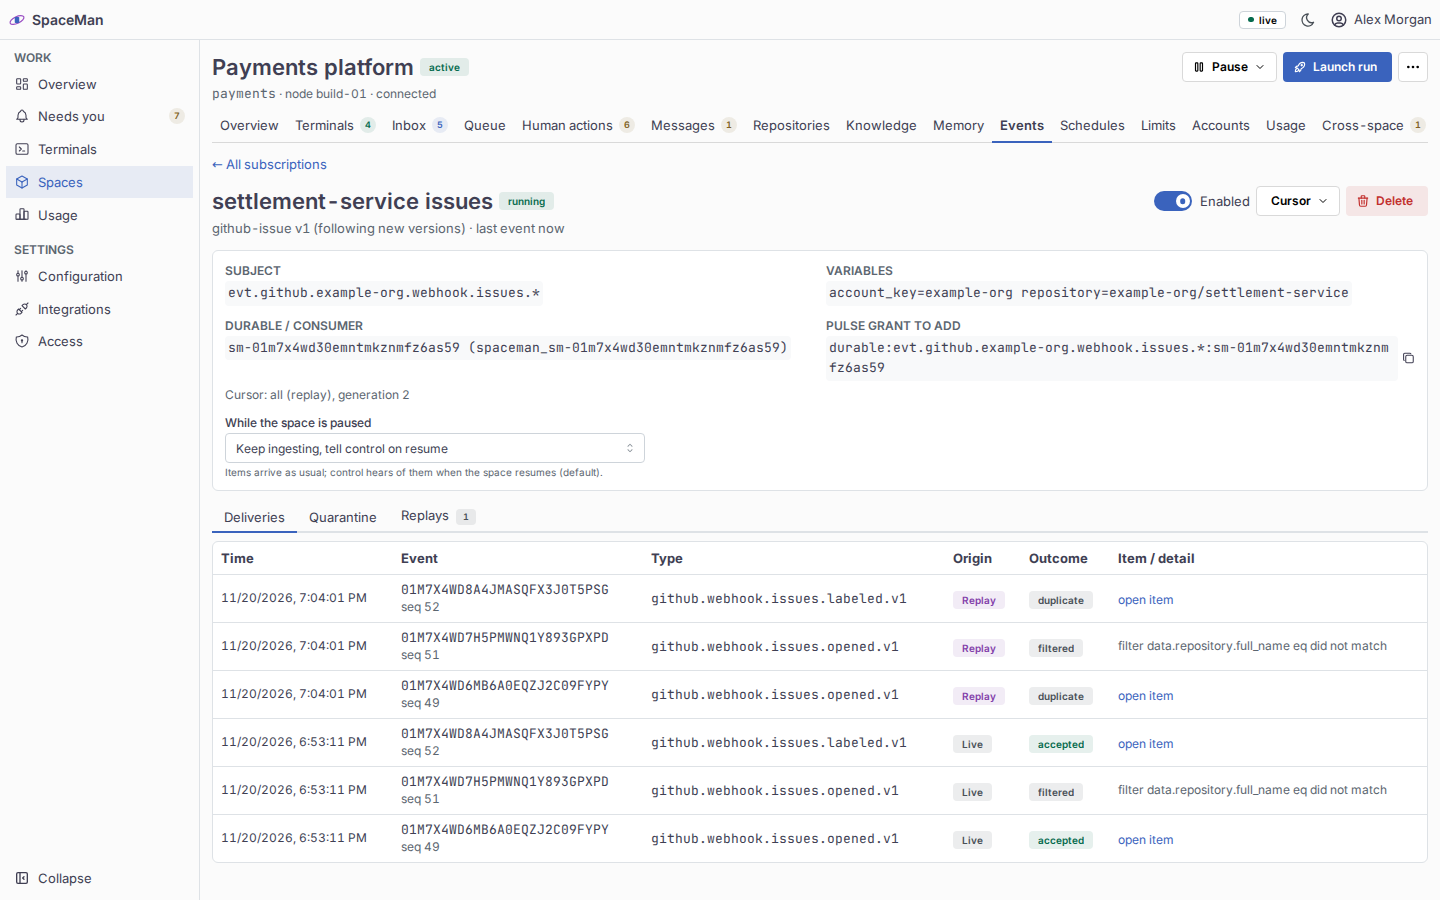 SpaceMan
live
Alex Morgan
WORK
Overview
Needs you 7
Terminals
Spaces
Usage
SETTINGS
Configuration
Integrations
Access
Collapse
Payments platform active
payments · node build-01 · connected
Pause
Launch run
Overview Terminals 4 Inbox 5 Queue Human actions 6 Messages 1 Repositories Knowledge Memory Events Schedules Limits Accounts Usage Cross-space 1
← All subscriptions
settlement-service issues running
github-issue v1 (following new versions) · last event now
Enabled
Cursor
Delete
SUBJECT
evt.github.example-org.webhook.issues.*
VARIABLES
account_key=example-org repository=example-org/settlement-service
DURABLE / CONSUMER
sm-01m7x4wd30emntmkznmfz6as59 (spaceman_sm-01m7x4wd30emntmkznmfz6as59)
PULSE GRANT TO ADD
durable:evt.github.example-org.webhook.issues.*:sm-01m7x4wd30emntmkznm
fz6as59
Cursor: all (replay), generation 2
While the space is paused
Keep ingesting, tell control on resume
Items arrive as usual; control hears of them when the space resumes (default).
Deliveries Quarantine Replays 1
Time Event Type Origin Outcome Item / detail
11/20/2026, 7:04:01 PM 01M7X4WD8A4JMASQFX3J0T5PSG github.webhook.issues.labeled.v1 Replay duplicate open item
seq 52
11/20/2026, 7:04:01 PM 01M7X4WD7H5PMWNQ1Y893GPXPD github.webhook.issues.opened.v1 Replay filtered filter data.repository.full_name eq did not match
seq 51
11/20/2026, 7:04:01 PM 01M7X4WD6MB6A0EQZJ2C09FYPY github.webhook.issues.opened.v1 Replay duplicate open item
seq 49
11/20/2026, 6:53:11 PM 01M7X4WD8A4JMASQFX3J0T5PSG github.webhook.issues.labeled.v1 Live accepted open item
seq 52
11/20/2026, 6:53:11 PM 01M7X4WD7H5PMWNQ1Y893GPXPD github.webhook.issues.opened.v1 Live filtered filter data.repository.full_name eq did not match
seq 51
11/20/2026, 6:53:11 PM 01M7X4WD6MB6A0EQZJ2C09FYPY github.webhook.issues.opened.v1 Live accepted open item
seq 49